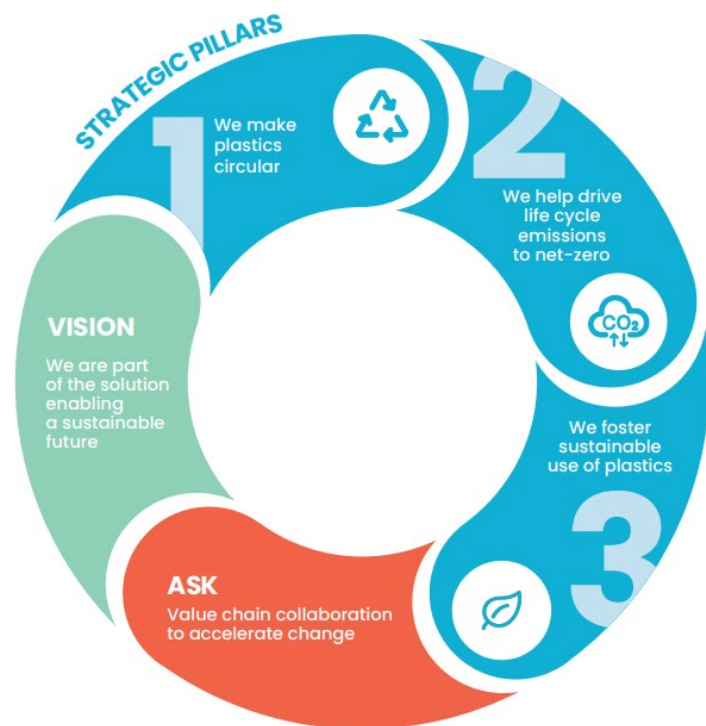 STRATEGIC PILLARS
1
We make
plastics
circular
2
We help drive
life cycle
emissions
to net-zero
CO₂
We foster
sustainable
use of plastics
3
ASK
Value chain collaboration
to accelerate change
VISION
We are part
of the solution
enabling
a sustainable
future